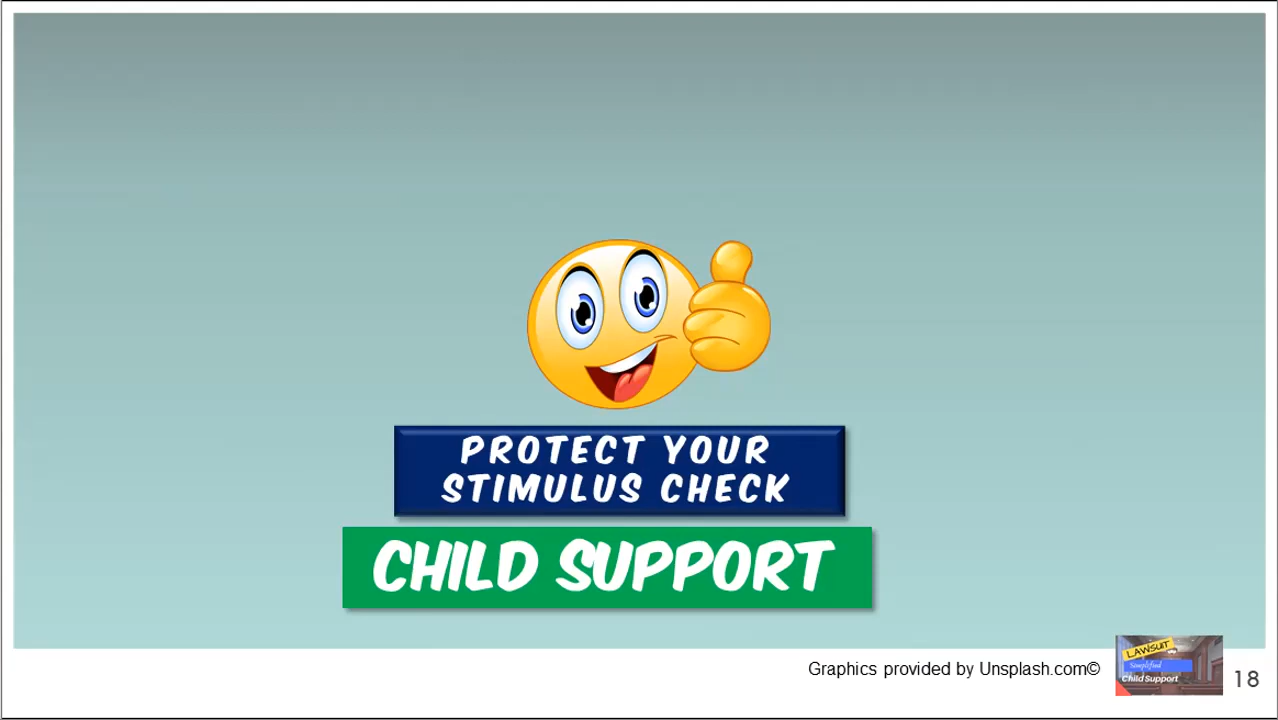 PROTECT YOUR
STIMULUS CHECK
CHILD SUPPORT
Graphics provided by Unsplash.com©
LAWSUIT
Simplified
Child Support
18